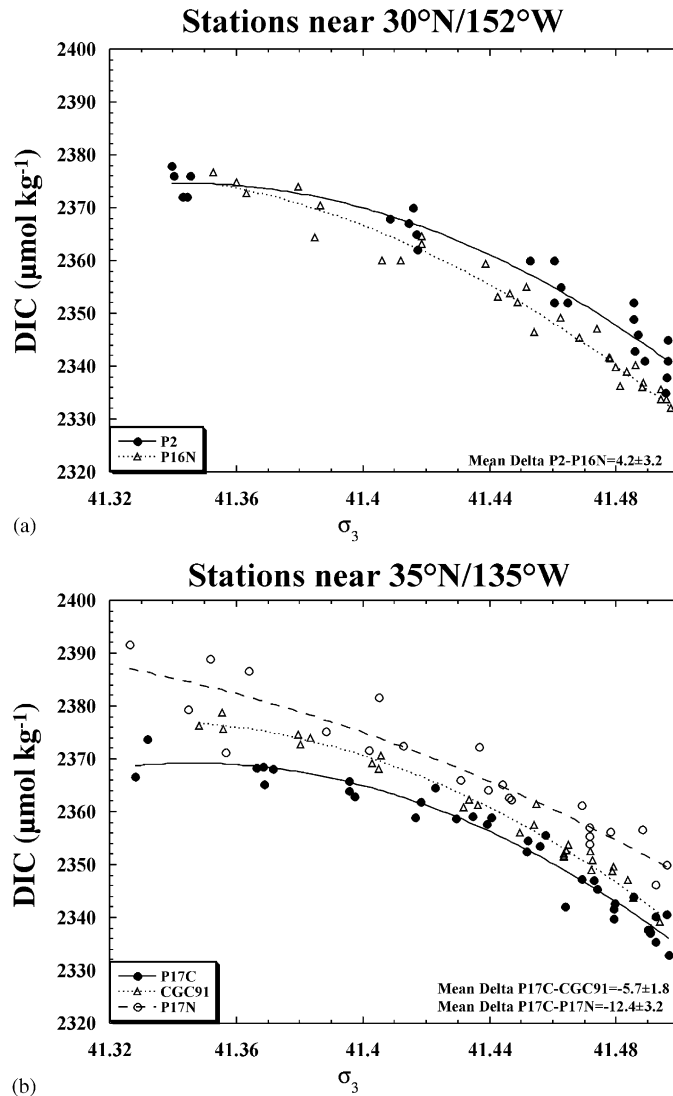 Stations near 30°N/152°W
2400
2390
2380
2370
2360
2350
2340
2330
2320
DIC (µmol kg-1)
P2
P16N
Mean Delta P2-P16N=4.2±3.2
41.32 41.36 41.4 41.44 41.48
(a)
σ3
Stations near 35°N/135°W
2400
2390
2380
2370
2360
2350
2340
2330
2320
DIC (µmol kg-1)
P17C
CGC91
P17N
Mean Delta P17C-CGC91=-5.7±1.8
Mean Delta P17C-P17N=-12.4±3.2
41.32 41.36 41.4 41.44 41.48
(b)
σ3